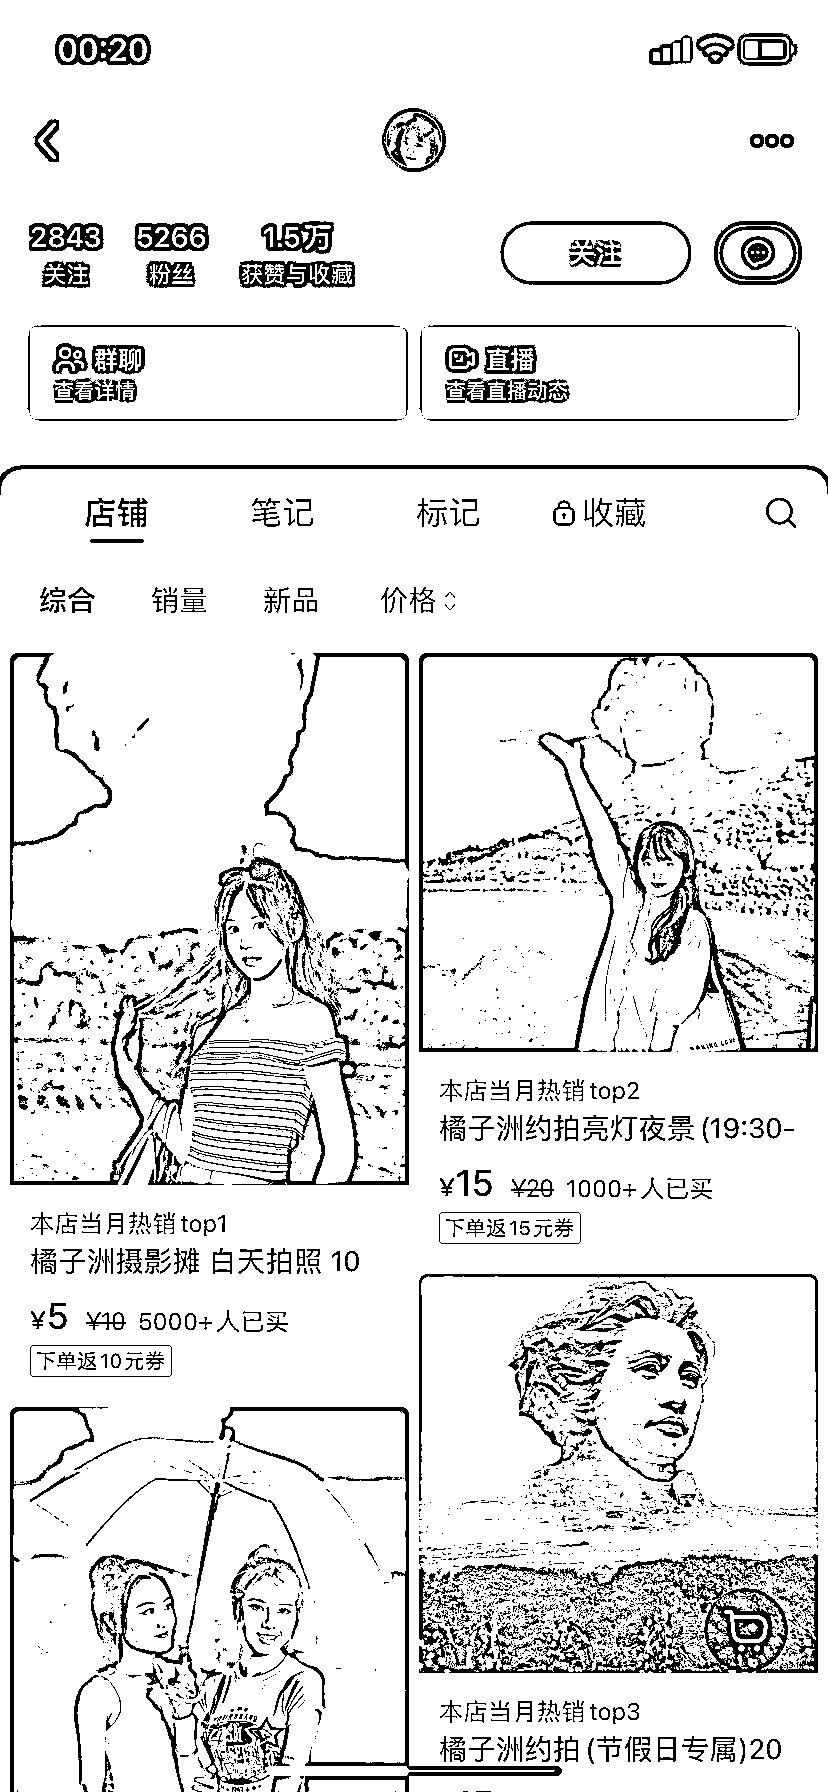 00:20
2843 5266 1.5万
关注 粉丝 获赞与收藏 关注
群聊 直播
查看详情 查看直播动态
店铺 笔记 标记 收藏
综合 销量 新品 价格
本店当月热销top1
橘子洲摄影摊 白天拍照 10
¥5 ¥10 5000+人已买
下单返10元券
本店当月热销top2
橘子洲约拍亮灯夜景(19:30-
¥15 ¥20 1000+人已买
下单返15元券
本店当月热销top3
橘子洲约拍(节假日专属)20